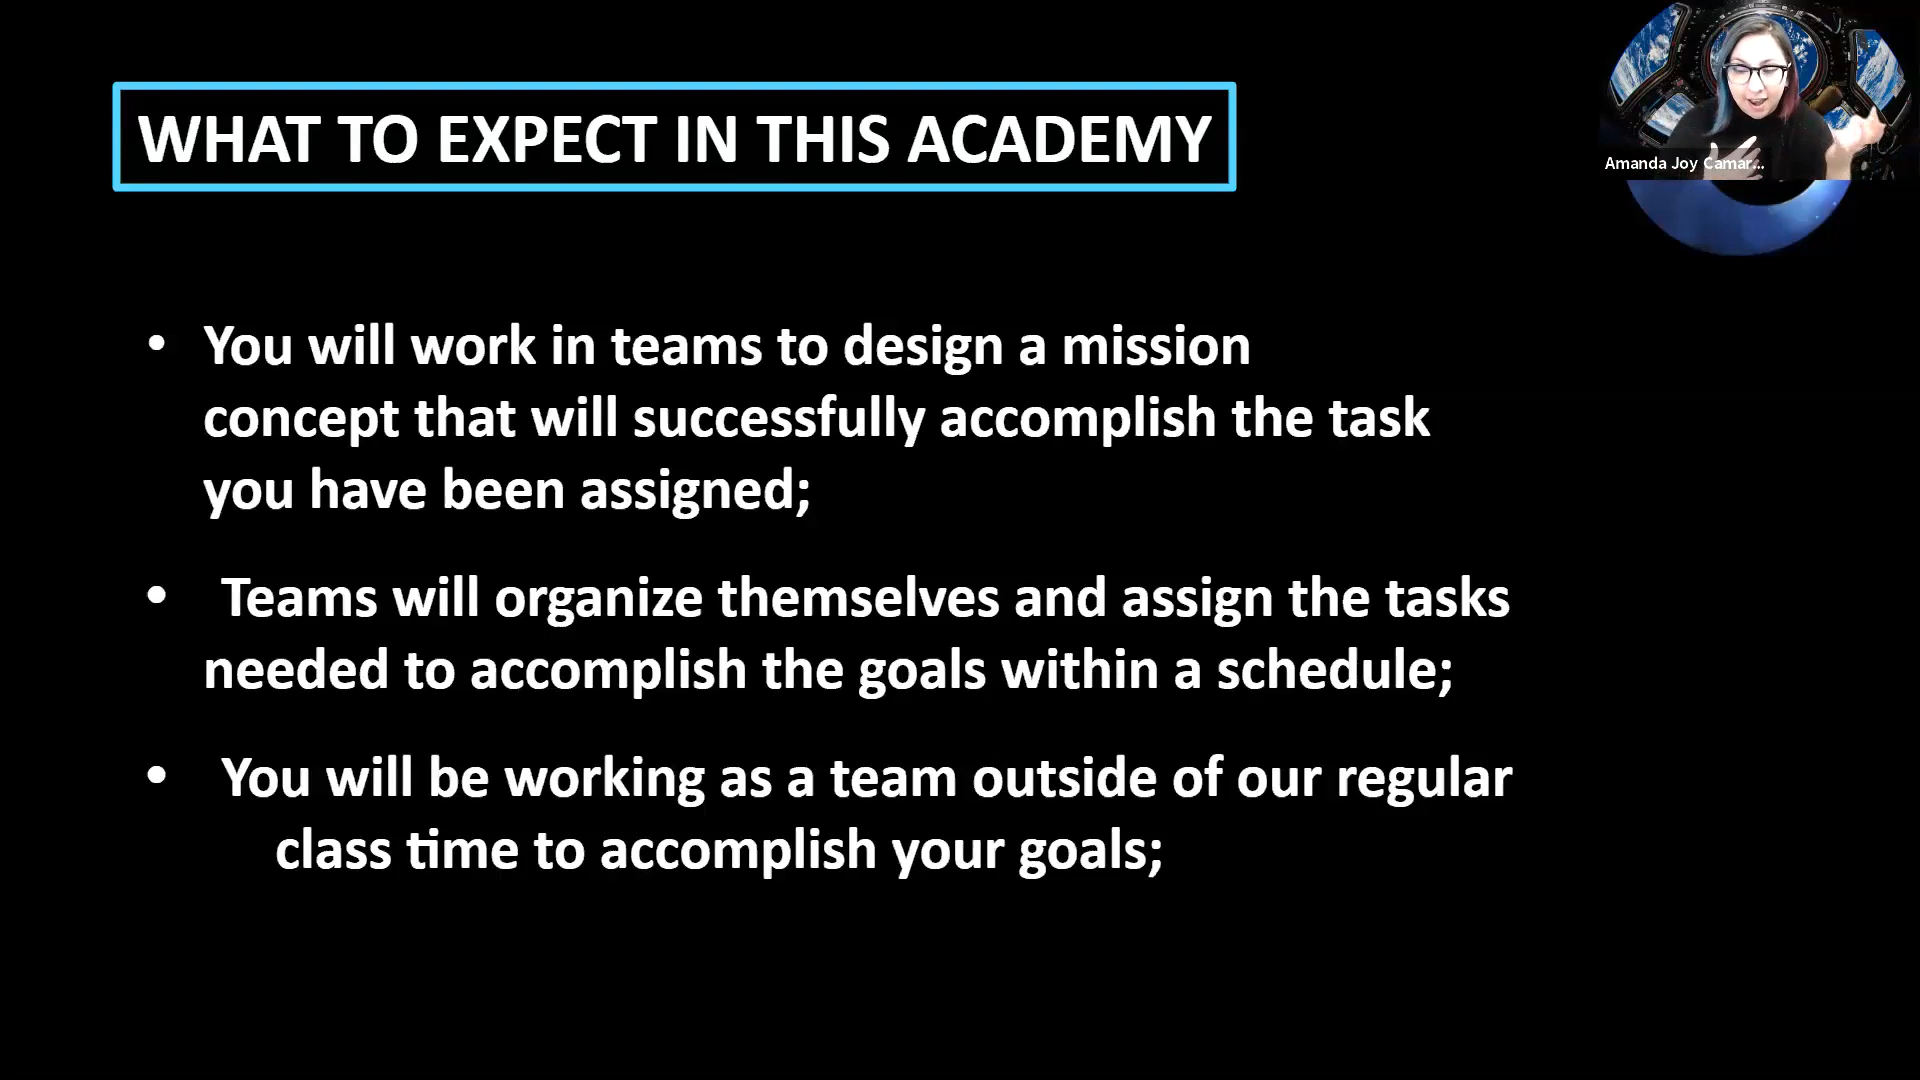 WHAT TO EXPECT IN THIS ACADEMY
Amanda Joy Camar...
• You will work in teams to design a mission
concept that will successfully accomplish the task
you have been assigned;
• Teams will organize themselves and assign the tasks
needed to accomplish the goals within a schedule;
• You will be working as a team outside of our regular
class time to accomplish your goals;